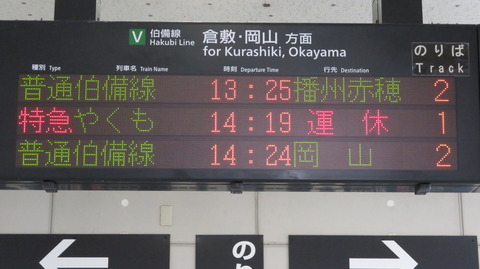 V 伯備線 Hakubi Line 倉敷・岡山 方面 for Kurashiki, Okayama
種別 Type 列車名 Train Name 時刻 Departure Time 行先 Destination のりば Track
普通伯備線 13:25 播州赤穂 2
特急やくも 14:19 運休 1
普通伯備線 14:24 岡山 2
← のり →